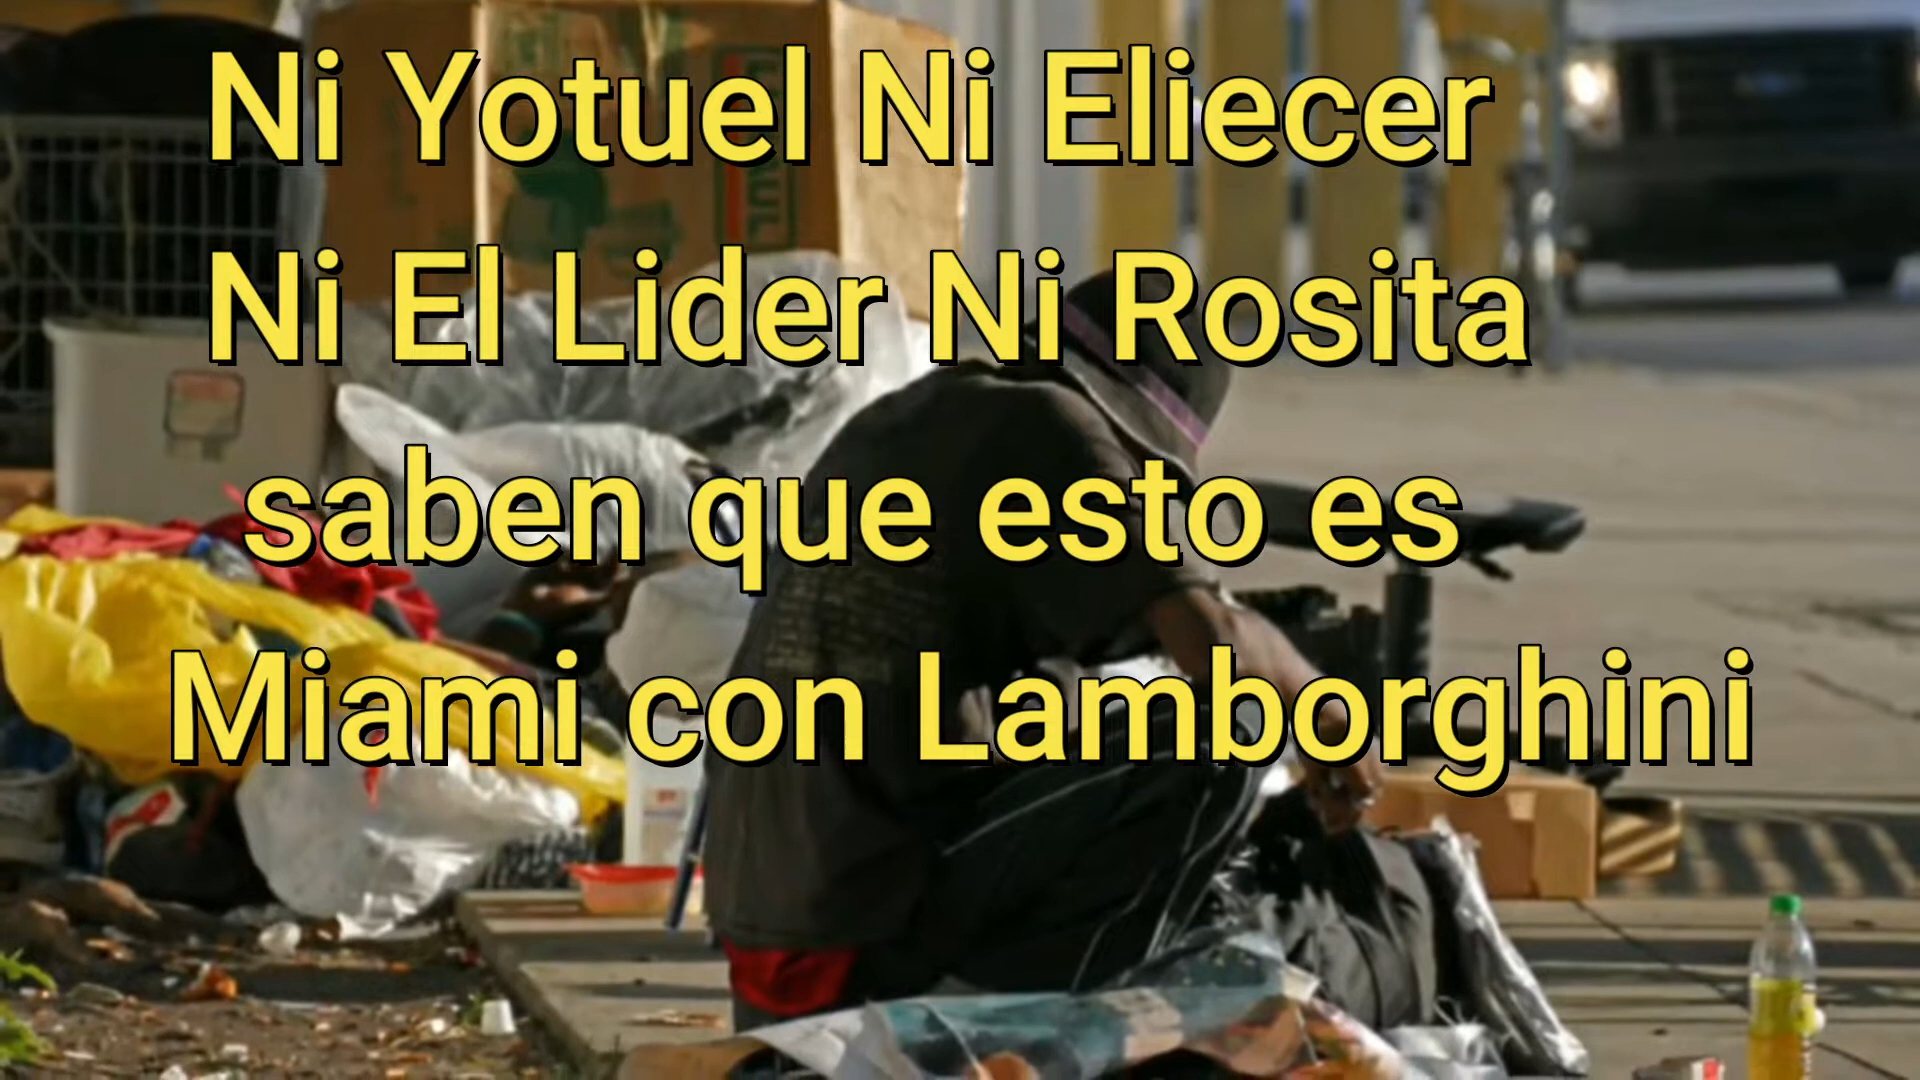 Ni Yotuel Ni Eliecer
Ni El Lider Ni Rosita
saben que esto es
Miami con Lamborghini